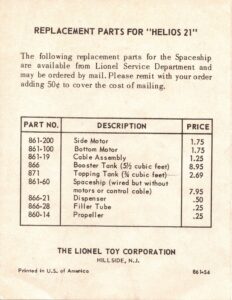 REPLACEMENT PARTS FOR "HELIOS 21"
The following replacement parts for the Spaceship
are available from Lionel Service Department and
may be ordered by mail. Please remit with your order
adding 50¢ to cover the cost of mailing.
PART NO. DESCRIPTION PRICE
861-200 Side Motor 1.75
861-100 Bottom Motor 1.75
861-19 Cable Assembly 1.25
866 Booster Tank (5½ cubic feet) 8.95
871 Topping Tank (¾ cubic feet) 2.69
861-60 Spaceship (wired but without
motors or control cable) 7.95
866-21 Dispenser .50
866-28 Filler Tube .25
860-14 Propeller .25
THE LIONEL TOY CORPORATION
HILLSIDE, N.J.
Printed in U.S. of America 861-54